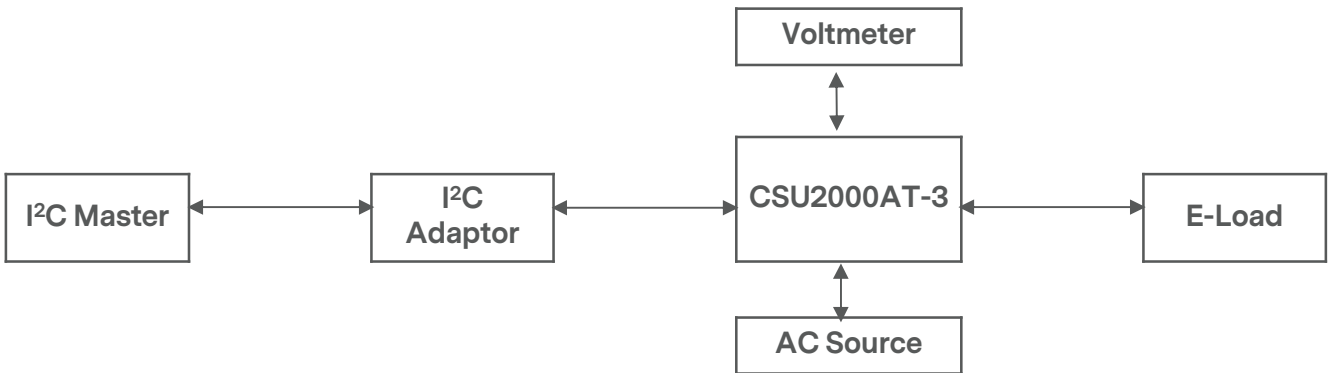 Voltmeter
I²C Master
I²C
Adaptor
CSU2000AT-3
E-Load
AC Source